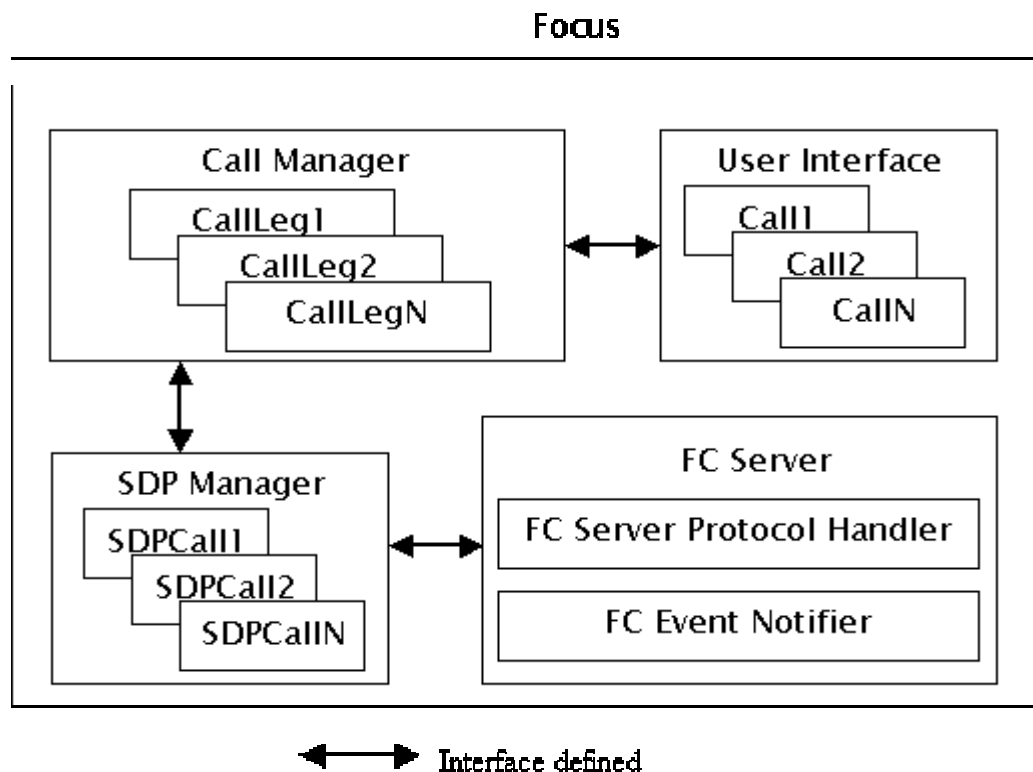 Focus
Call Manager
CallLeg1
CallLeg2
CallLegN
User Interface
Call1
Call2
CallN
SDP Manager
SDPCall1
SDPCall2
SDPCallN
FC Server
FC Server Protocol Handler
FC Event Notifier
Interface defined